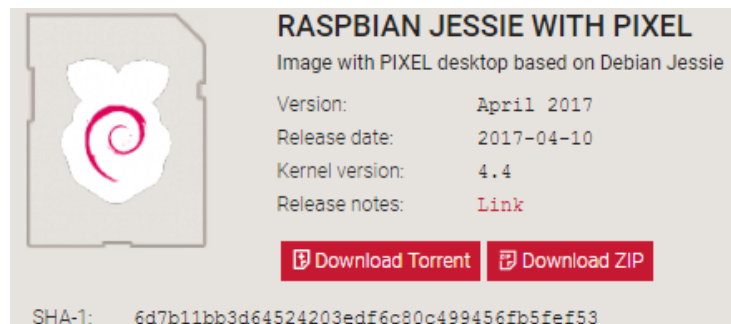 RASPBIAN JESSIE WITH PIXEL
Image with PIXEL desktop based on Debian Jessie
Version: April 2017
Release date: 2017-04-10
Kernel version: 4.4
Release notes: Link
Download Torrent Download ZIP
SHA-1: 6d7b11bb3d64524203edf6c80c499456fb5fef53